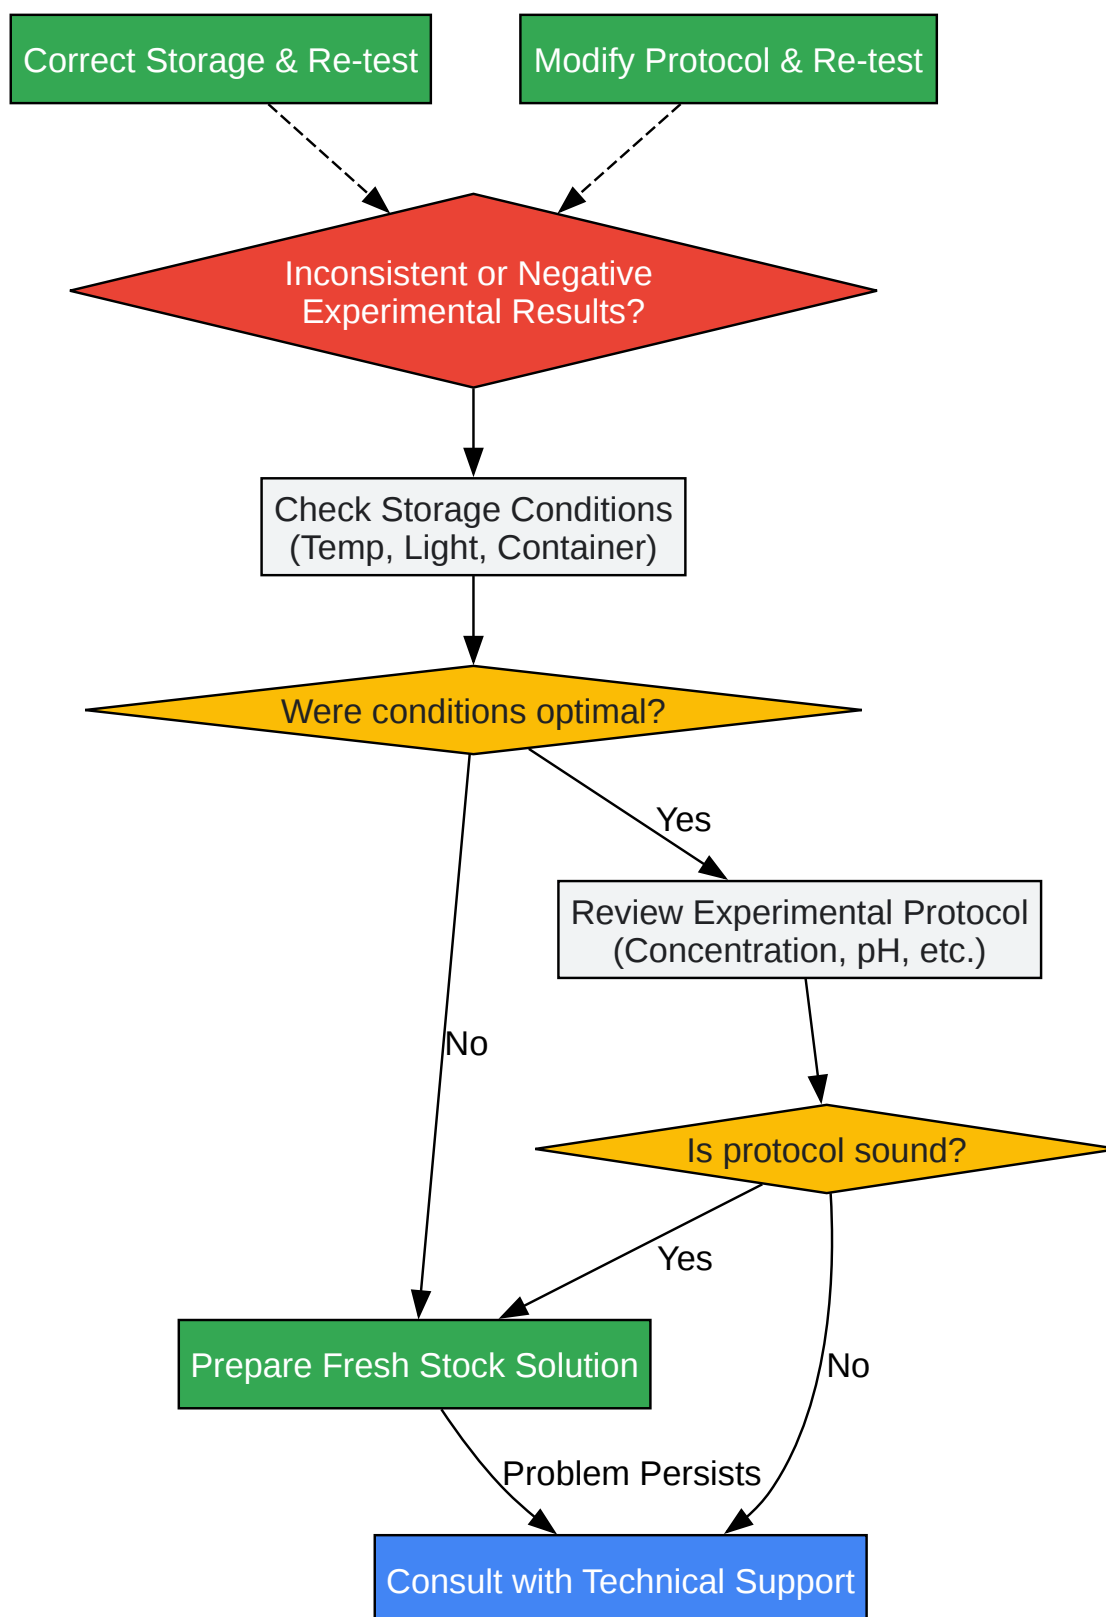 Correct Storage & Re-test
Modify Protocol & Re-test
Inconsistent or Negative
Experimental Results?
Check Storage Conditions
(Temp, Light, Container)
Were conditions optimal?
Yes
Review Experimental Protocol
(Concentration, pH, etc.)
No
Is protocol sound?
Yes
Prepare Fresh Stock Solution
No
Problem Persists
Consult with Technical Support